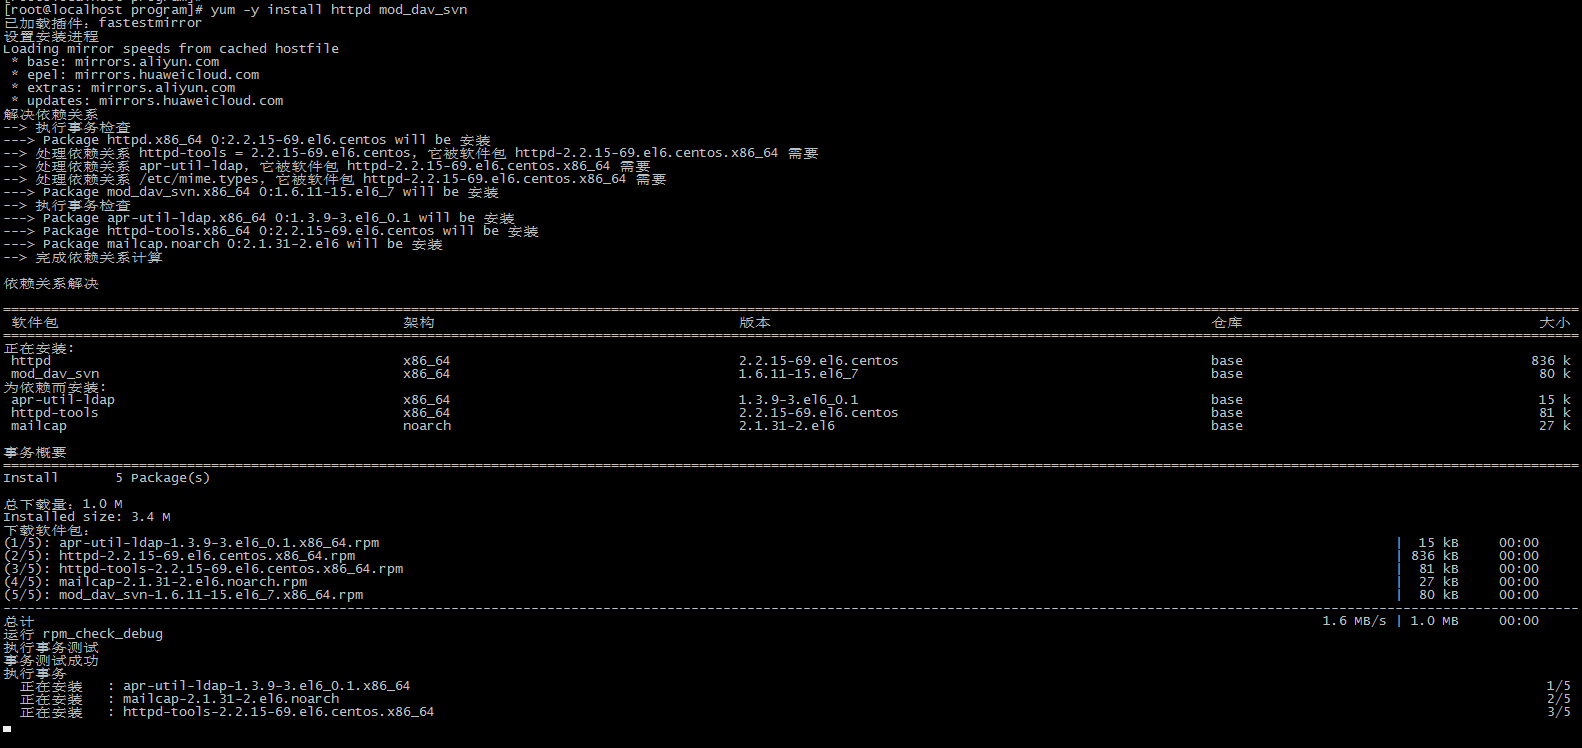 [root@localhost program]# yum -y install httpd mod_dav_svn
已加载插件：fastestmirror
设置安装进程
Loading mirror speeds from cached hostfile
 * base: mirrors.aliyun.com
 * epel: mirrors.huaweicloud.com
 * extras: mirrors.aliyun.com
 * updates: mirrors.huaweicloud.com
解决依赖关系
--> 执行事务检查
---> Package httpd.x86_64 0:2.2.15-69.el6.centos will be 安装
--> 处理依赖关系 httpd-tools = 2.2.15-69.el6.centos，它被软件包 httpd-2.2.15-69.el6.centos.x86_64 需要
--> 处理依赖关系 apr-util-ldap，它被软件包 httpd-2.2.15-69.el6.centos.x86_64 需要
--> 处理依赖关系 /etc/mime.types，它被软件包 httpd-2.2.15-69.el6.centos.x86_64 需要
---> Package mod_dav_svn.x86_64 0:1.6.11-15.el6_7 will be 安装
--> 执行事务检查
---> Package apr-util-ldap.x86_64 0:1.3.9-3.el6_0.1 will be 安装
---> Package httpd-tools.x86_64 0:2.2.15-69.el6.centos will be 安装
---> Package mailcap.noarch 0:2.1.31-2.el6 will be 安装
--> 完成依赖关系计算
依赖关系解决
================================================================================
软件包 架构 版本 仓库 大小
================================================================================
正在安装:
httpd x86_64 2.2.15-69.el6.centos base 836 k
mod_dav_svn x86_64 1.6.11-15.el6_7 base 80 k
为依赖而安装:
apr-util-ldap x86_64 1.3.9-3.el6_0.1 base 15 k
httpd-tools x86_64 2.2.15-69.el6.centos base 81 k
mailcap noarch 2.1.31-2.el6 base 27 k
事务概要
================================================================================
Install 5 Package(s)
总下载量：1.0 M
Installed size: 3.4 M
下载软件包：
(1/5): apr-util-ldap-1.3.9-3.el6_0.1.x86_64.rpm | 15 kB 00:00
(2/5): httpd-2.2.15-69.el6.centos.x86_64.rpm | 836 kB 00:00
(3/5): httpd-tools-2.2.15-69.el6.centos.x86_64.rpm | 81 kB 00:00
(4/5): mailcap-2.1.31-2.el6.noarch.rpm | 27 kB 00:00
(5/5): mod_dav_svn-1.6.11-15.el6_7.x86_64.rpm | 80 kB 00:00
--------------------------------------------------------------------------------
总计 1.6 MB/s | 1.0 MB 00:00
运行 rpm_check_debug
执行事务测试
事务测试成功
执行事务
正在安装 : apr-util-ldap-1.3.9-3.el6_0.1.x86_64 1/5
正在安装 : mailcap-2.1.31-2.el6.noarch 2/5
正在安装 : httpd-tools-2.2.15-69.el6.centos.x86_64 3/5